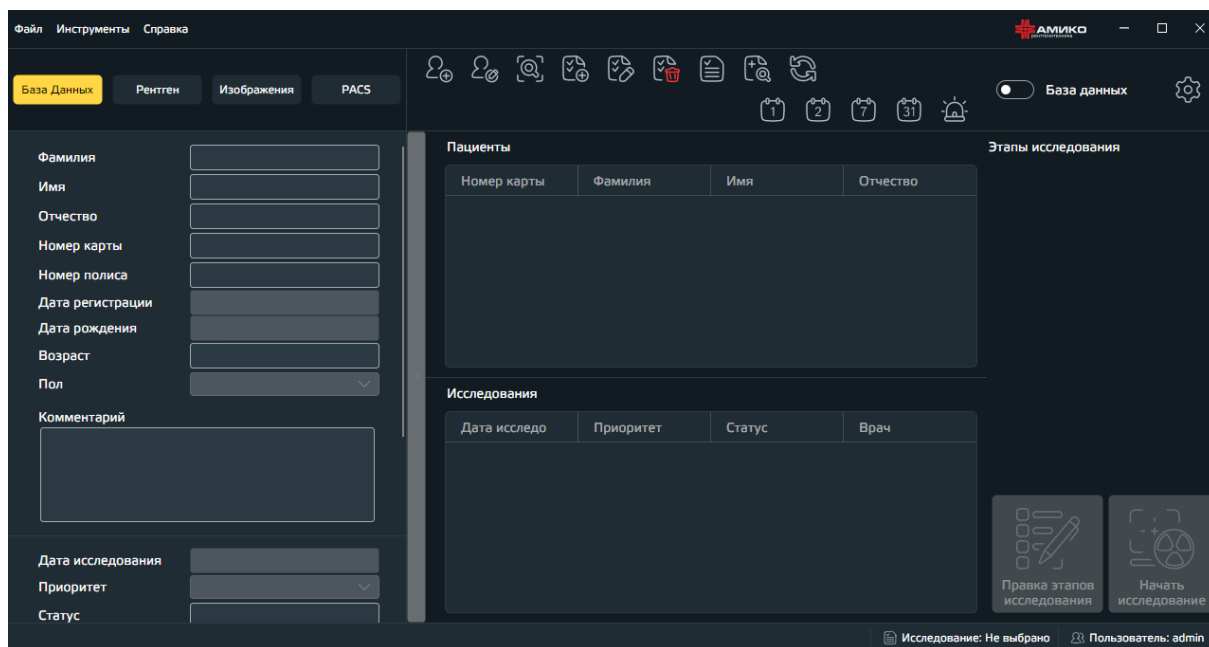 Файл Инструменты Справка
АМИКО
База Данных Рентген Изображения PACS
1 2 7 31
База данных
Фамилия
Имя
Отчество
Номер карты
Номер полиса
Дата регистрации
Дата рождения
Возраст
Пол
Комментарий
Дата исследования
Приоритет
Статус
Пациенты
Номер карты Фамилия Имя Отчество
Исследования
Дата исследо Приоритет Статус Врач
Этапы исследования
Правка этапов
исследования
Начать
исследование
Исследование: Не выбрано Пользователь: admin